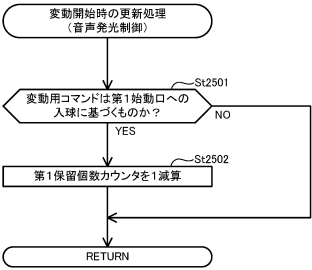 変動開始時の更新処理
（音声発光制御）
St2501
変動用コマンドは第1始動口への
入球に基づくものか？
NO
YES
St2502
第1保留個数カウンタを1減算
RETURN